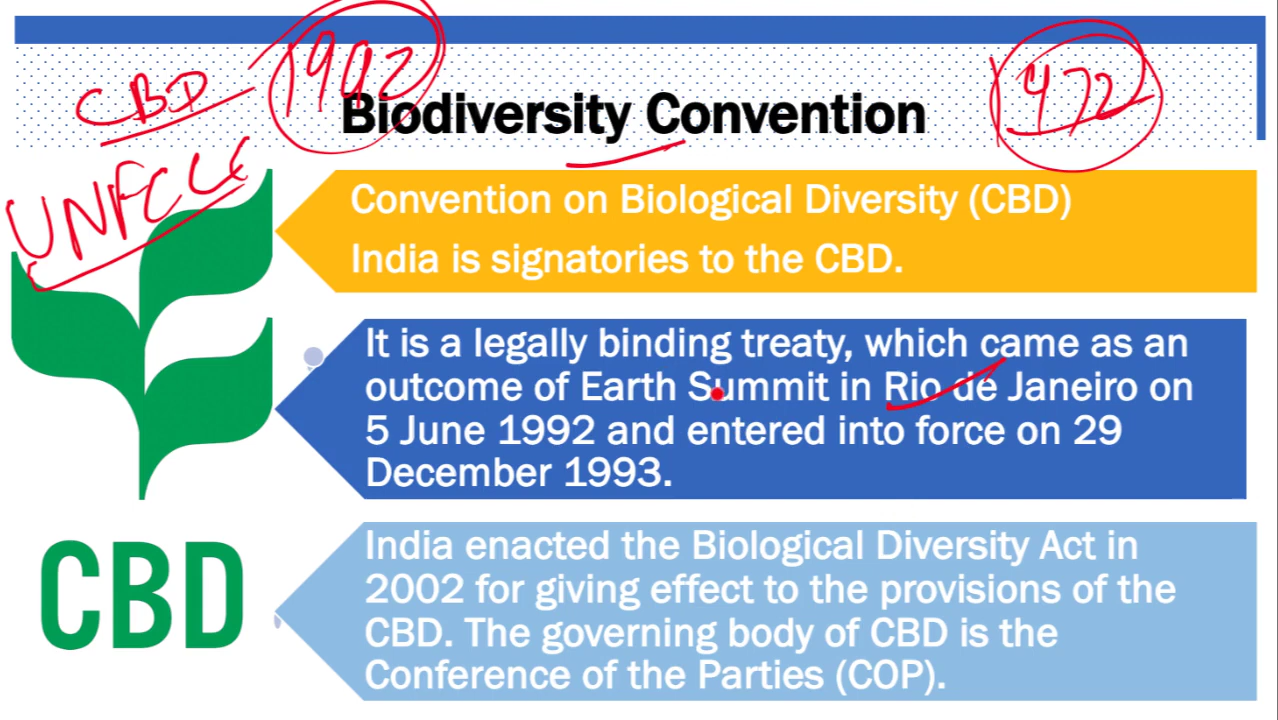 CBD
1992
Biodiversity Convention
1472
UNFCCC
Convention on Biological Diversity (CBD)
India is signatories to the CBD.
It is a legally binding treaty, which came as an
outcome of Earth Summit in Rio de Janeiro on
5 June 1992 and entered into force on 29
December 1993.
CBD
India enacted the Biological Diversity Act in
2002 for giving effect to the provisions of the
CBD. The governing body of CBD is the
Conference of the Parties (COP).